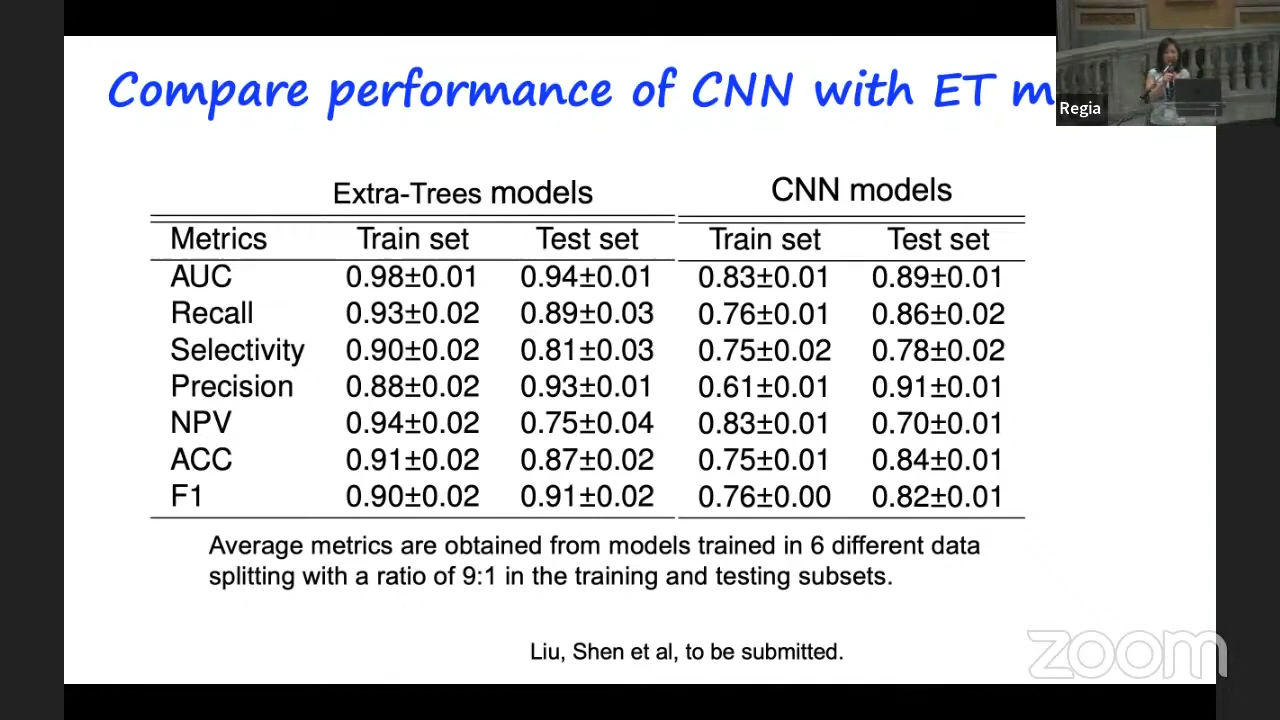 Compare performance of CNN with ET m
Regia
Extra-Trees models CNN models
Metrics Train set Test set Train set Test set
AUC 0.98±0.01 0.94±0.01 0.83±0.01 0.89±0.01
Recall 0.93±0.02 0.89±0.03 0.76±0.01 0.86±0.02
Selectivity 0.90±0.02 0.81±0.03 0.75±0.02 0.78±0.02
Precision 0.88±0.02 0.93±0.01 0.61±0.01 0.91±0.01
NPV 0.94±0.02 0.75±0.04 0.83±0.01 0.70±0.01
ACC 0.91±0.02 0.87±0.02 0.75±0.01 0.84±0.01
F1 0.90±0.02 0.91±0.02 0.76±0.00 0.82±0.01
Average metrics are obtained from models trained in 6 different data
splitting with a ratio of 9:1 in the training and testing subsets.
Liu, Shen et al, to be submitted.
zoom